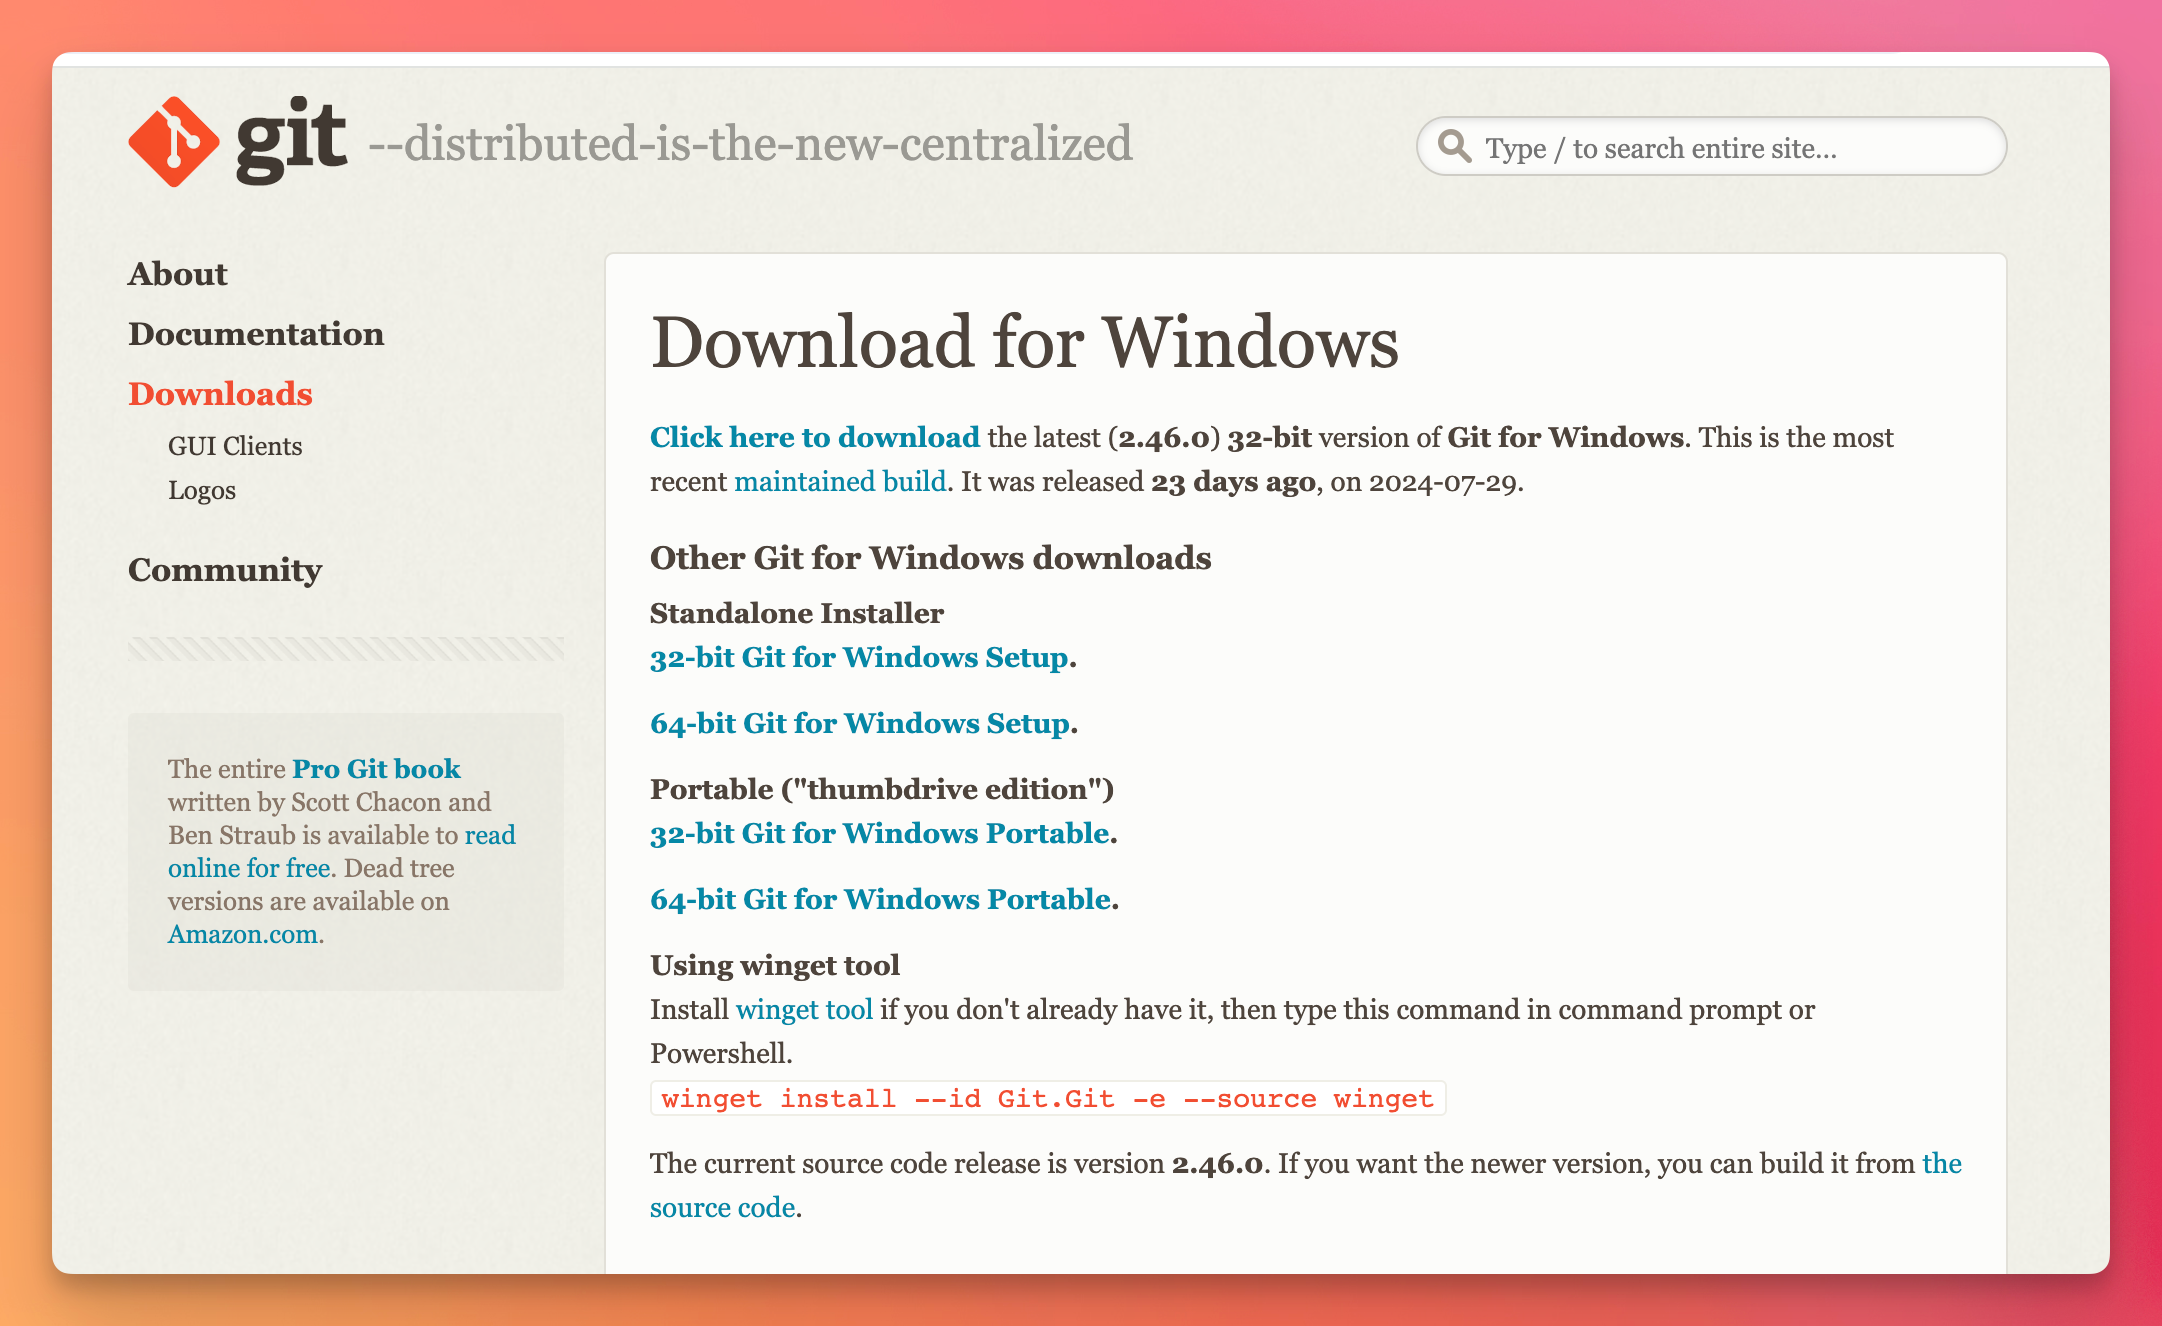 git --distributed-is-the-new-centralized
Type / to search entire site...
About
Documentation
Downloads
GUI Clients
Logos
Community
The entire Pro Git book
written by Scott Chacon and
Ben Straub is available to read
online for free. Dead tree
versions are available on
Amazon.com.
Download for Windows
Click here to download the latest (2.46.0) 32-bit version of Git for Windows. This is the most
recent maintained build. It was released 23 days ago, on 2024-07-29.
Other Git for Windows downloads
Standalone Installer
32-bit Git for Windows Setup.
64-bit Git for Windows Setup.
Portable ("thumbdrive edition")
32-bit Git for Windows Portable.
64-bit Git for Windows Portable.
Using winget tool
Install winget tool if you don't already have it, then type this command in command prompt or
Powershell.
winget install --id Git.Git -e --source winget
The current source code release is version 2.46.0. If you want the newer version, you can build it from the
source code.